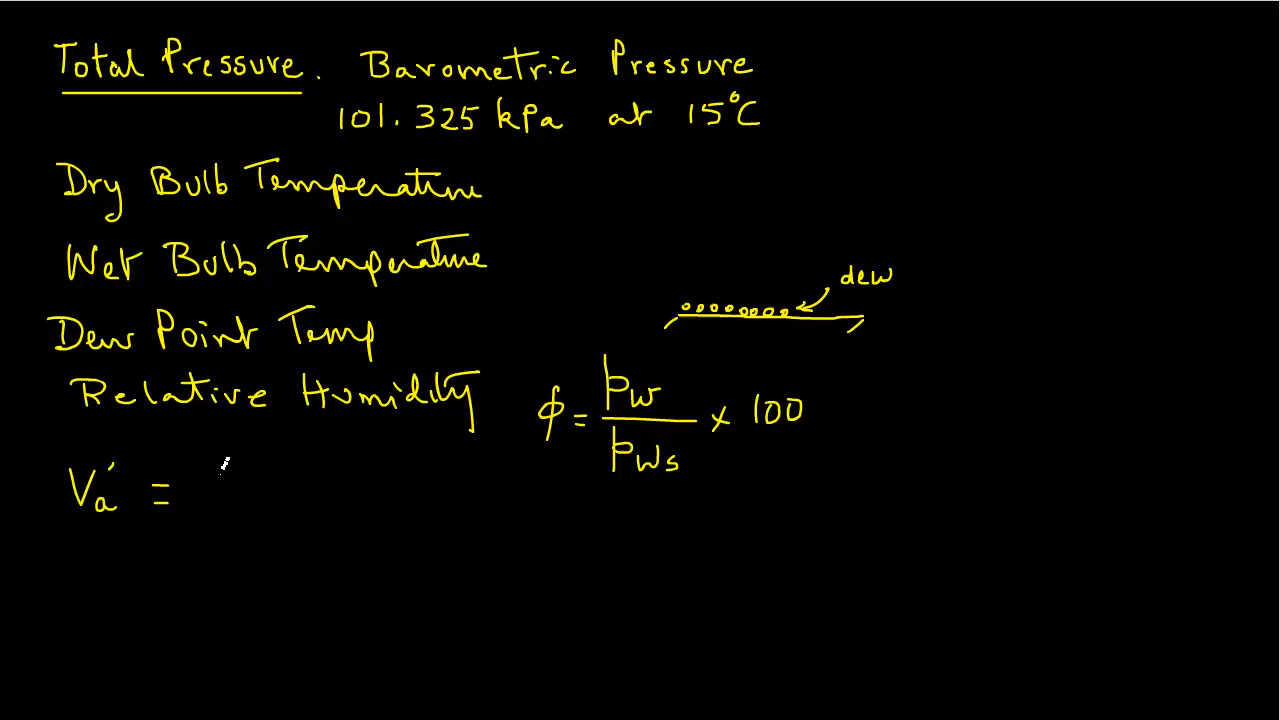 Total Pressure. Barometric Pressure
101.325 kPa at 15°C
Dry Bulb Temperature
Wet Bulb Temperature
dew
Dew Point Temp
Relative Humidity ϕ = pw / pws × 100
Va' =